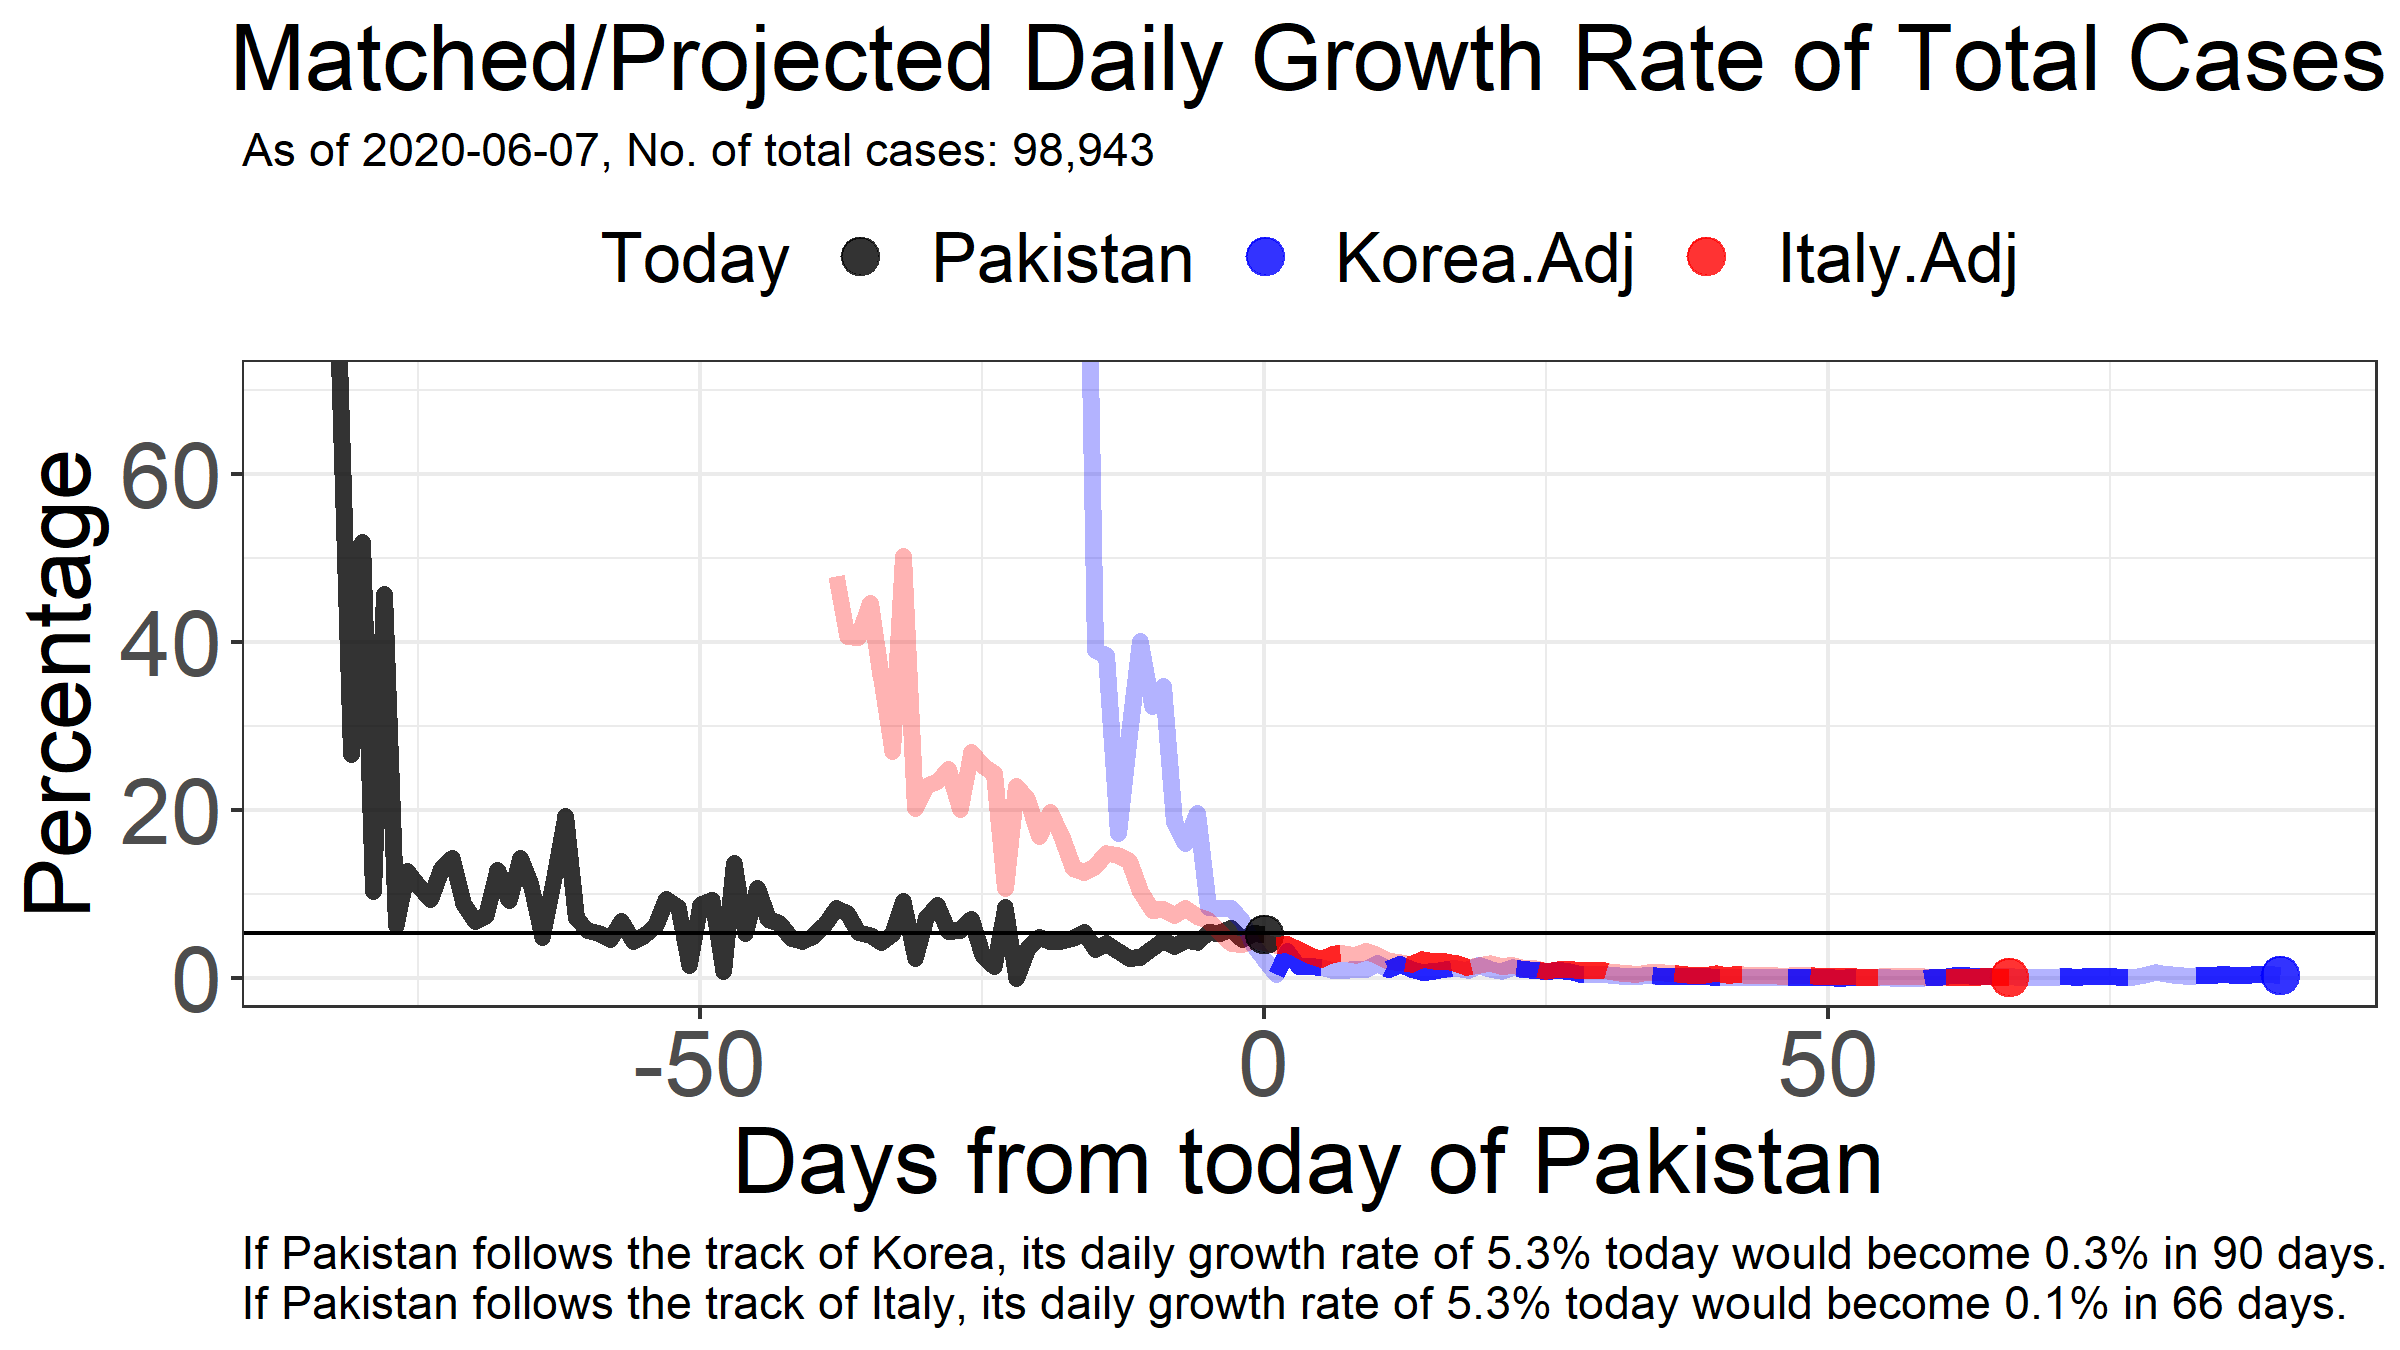 Matched/Projected Daily Growth Rate of Total Cases
As of 2020-06-07, No. of total cases: 98,943
Today Pakistan Korea.Adj Italy.Adj
Percentage
60
40
20
0
-50 0 50
Days from today of Pakistan
If Pakistan follows the track of Korea, its daily growth rate of 5.3% today would become 0.3% in 90 days.
If Pakistan follows the track of Italy, its daily growth rate of 5.3% today would become 0.1% in 66 days.